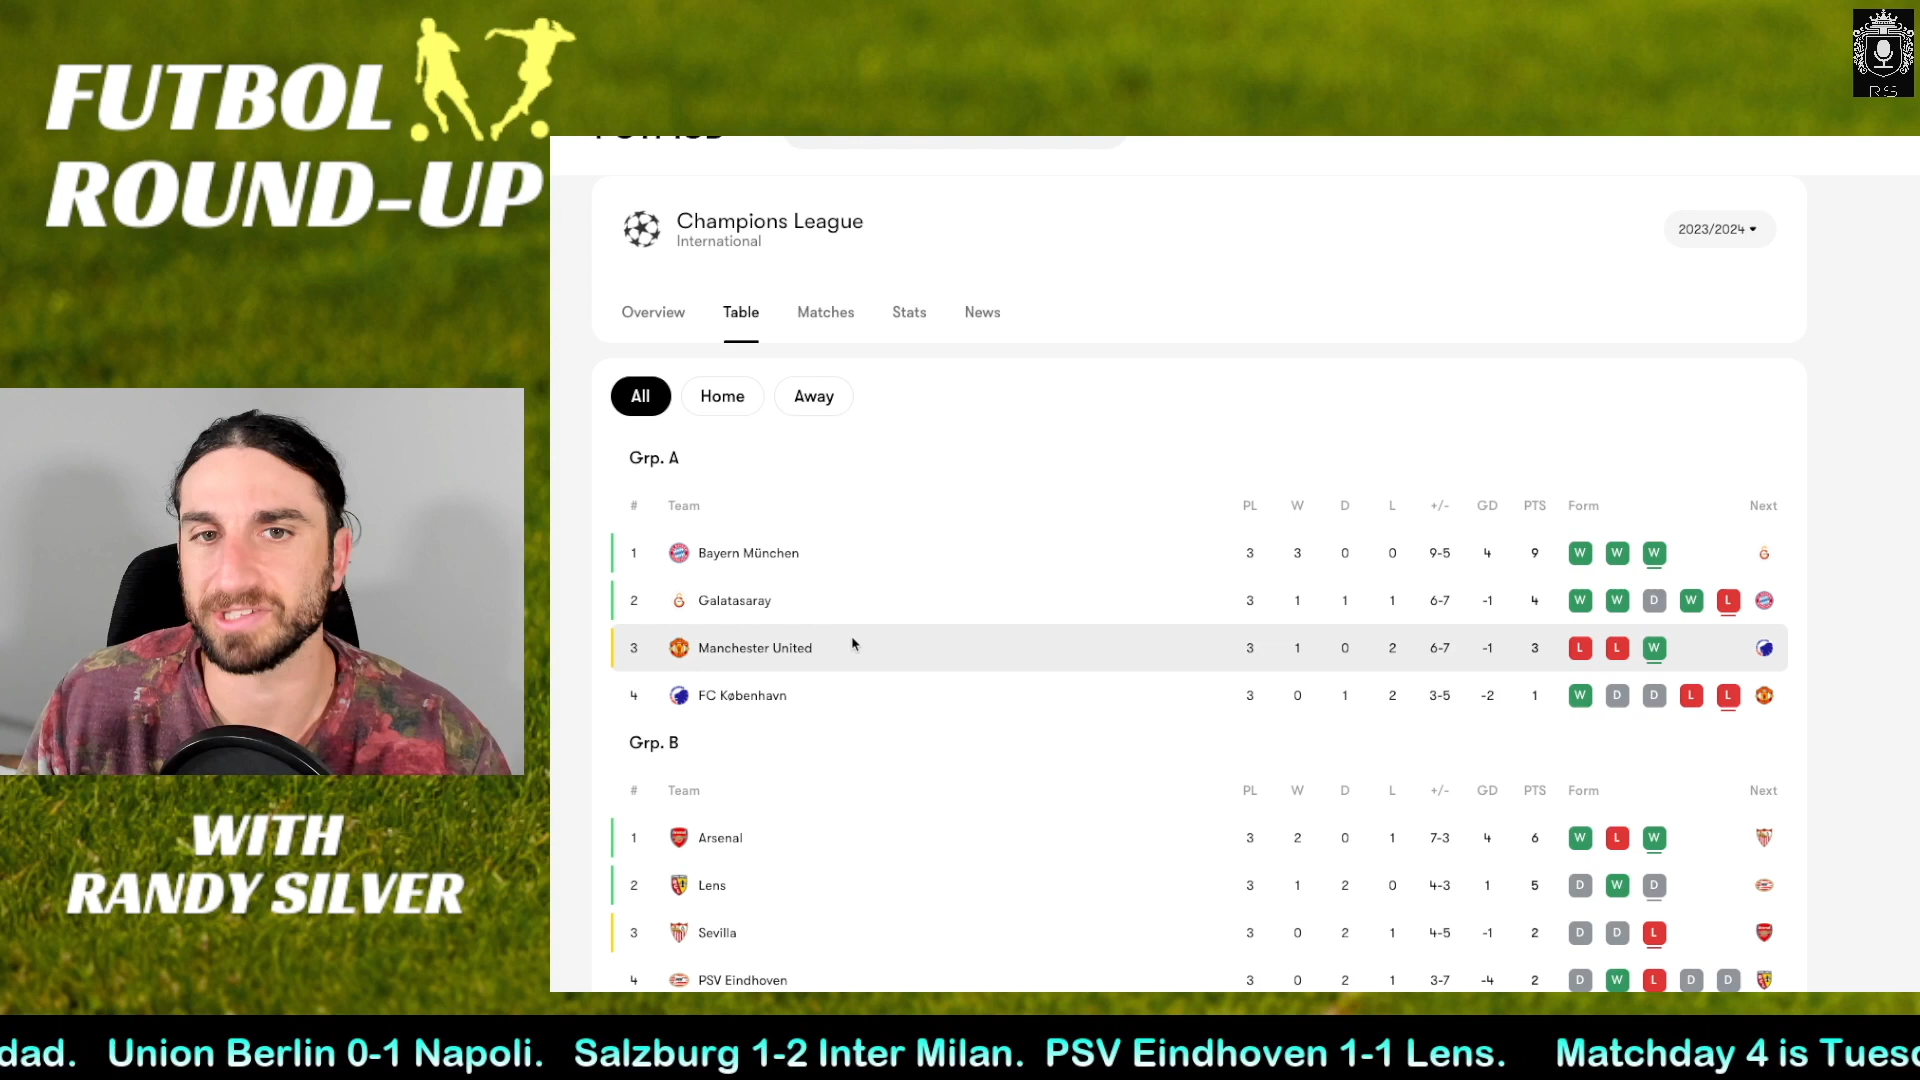 FUTBOL
ROUND-UP
RS
Champions League
International
2023/2024
Overview Table Matches Stats News
All Home Away
Grp. A
# Team PL W D L +/- GD PTS Form Next
1 Bayern München 3 3 0 0 9-5 4 9 W W W
2 Galatasaray 3 1 1 1 6-7 -1 4 W W D W L
3 Manchester United 3 1 0 2 6-7 -1 3 L L W
4 FC København 3 0 1 2 3-5 -2 1 W D D L L
Grp. B
# Team PL W D L +/- GD PTS Form Next
1 Arsenal 3 2 0 1 7-3 4 6 W L W
2 Lens 3 1 2 0 4-3 1 5 D W D
3 Sevilla 3 0 2 1 4-5 -1 2 D D L
4 PSV Eindhoven 3 0 2 1 3-7 -4 2 D W L D D
WITH
RANDY SILVER
dad. Union Berlin 0-1 Napoli. Salzburg 1-2 Inter Milan. PSV Eindhoven 1-1 Lens. Matchday 4 is Tues